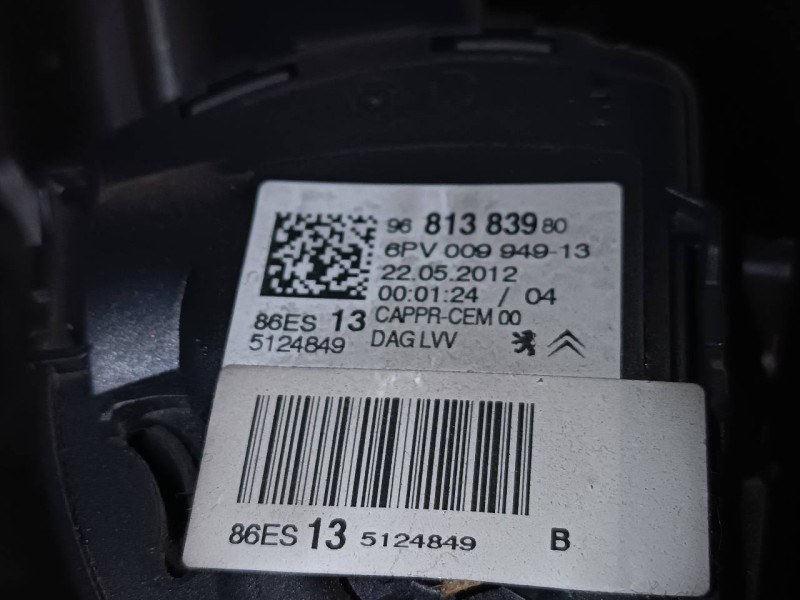 96 813 839 80
6PV 009 949-13
22.05.2012
00:01:24 / 04
86ES 13 CAPPR-CEM 00
5124849 DAG LVV
86ES 13 5124849 B